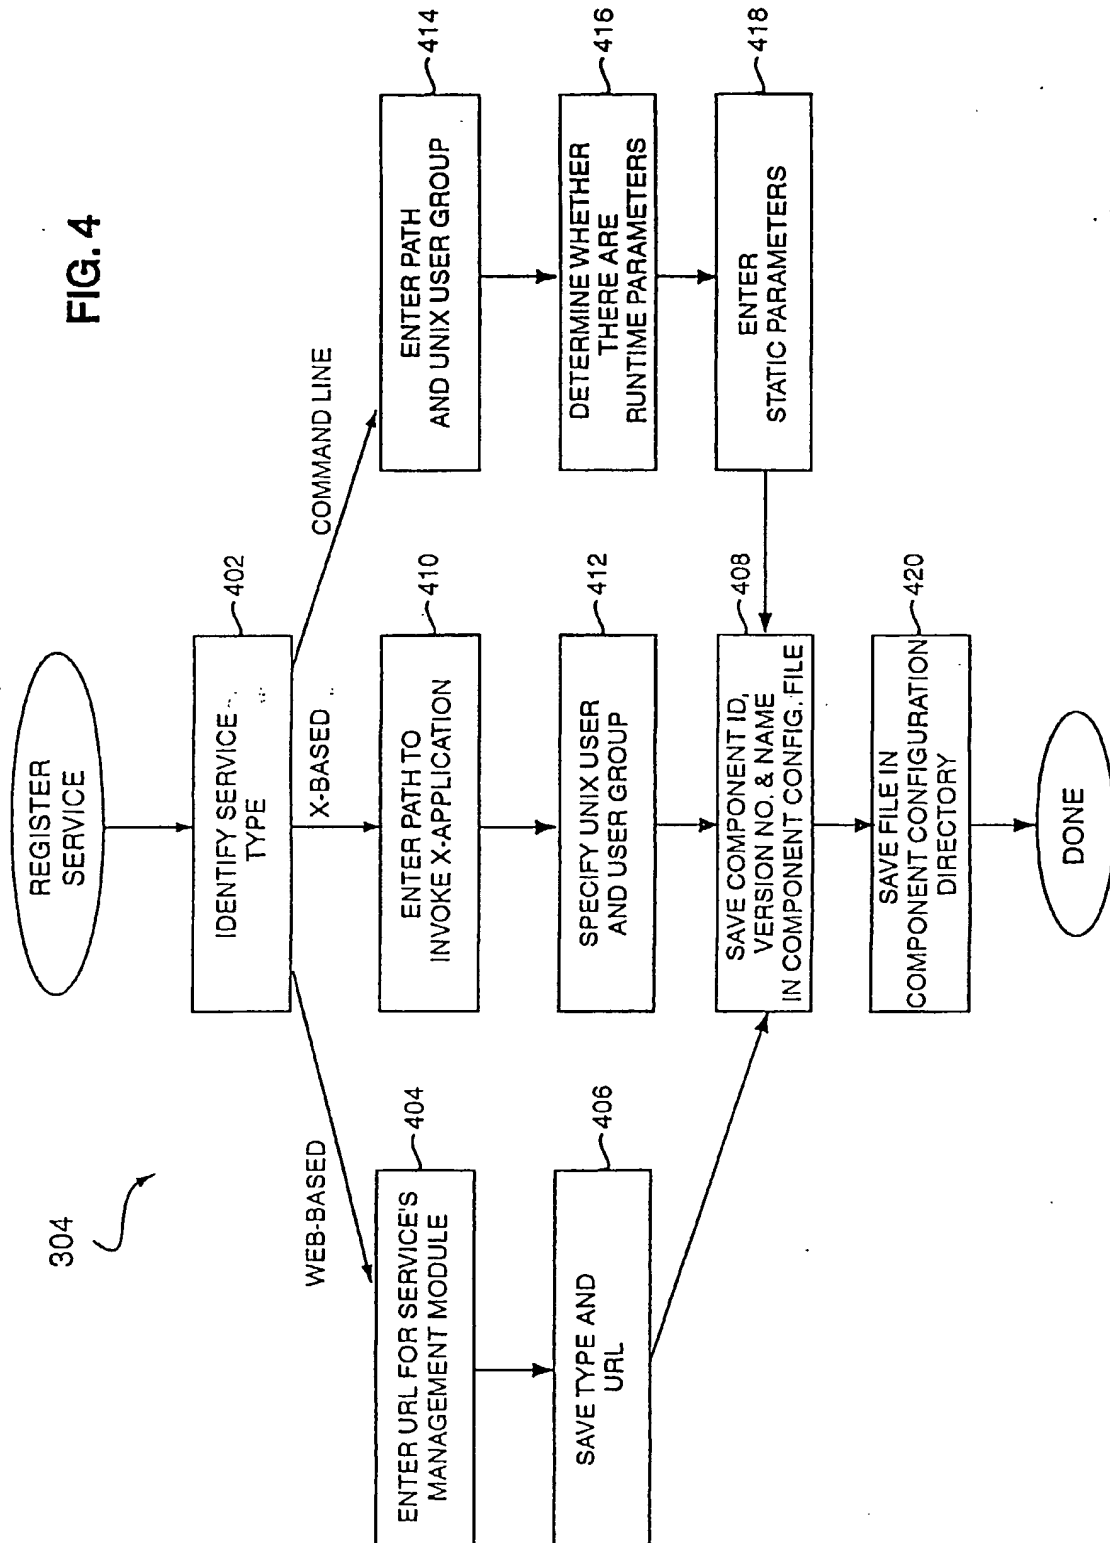 FIG. 4
304
REGISTER
SERVICE
IDENTIFY SERVICE
TYPE
402
WEB-BASED
X-BASED
COMMAND LINE
ENTER URL FOR SERVICE'S
MANAGEMENT MODULE
404
SAVE TYPE AND
URL
406
ENTER PATH TO
INVOKE X-APPLICATION
410
SPECIFY UNIX USER
AND USER GROUP
412
ENTER PATH
AND UNIX USER GROUP
414
DETERMINE WHETHER
THERE ARE
RUNTIME PARAMETERS
416
ENTER
STATIC PARAMETERS
418
SAVE COMPONENT ID,
VERSION NO. & NAME
IN COMPONENT CONFIG. FILE
408
SAVE FILE IN
COMPONENT CONFIGURATION
DIRECTORY
420
DONE